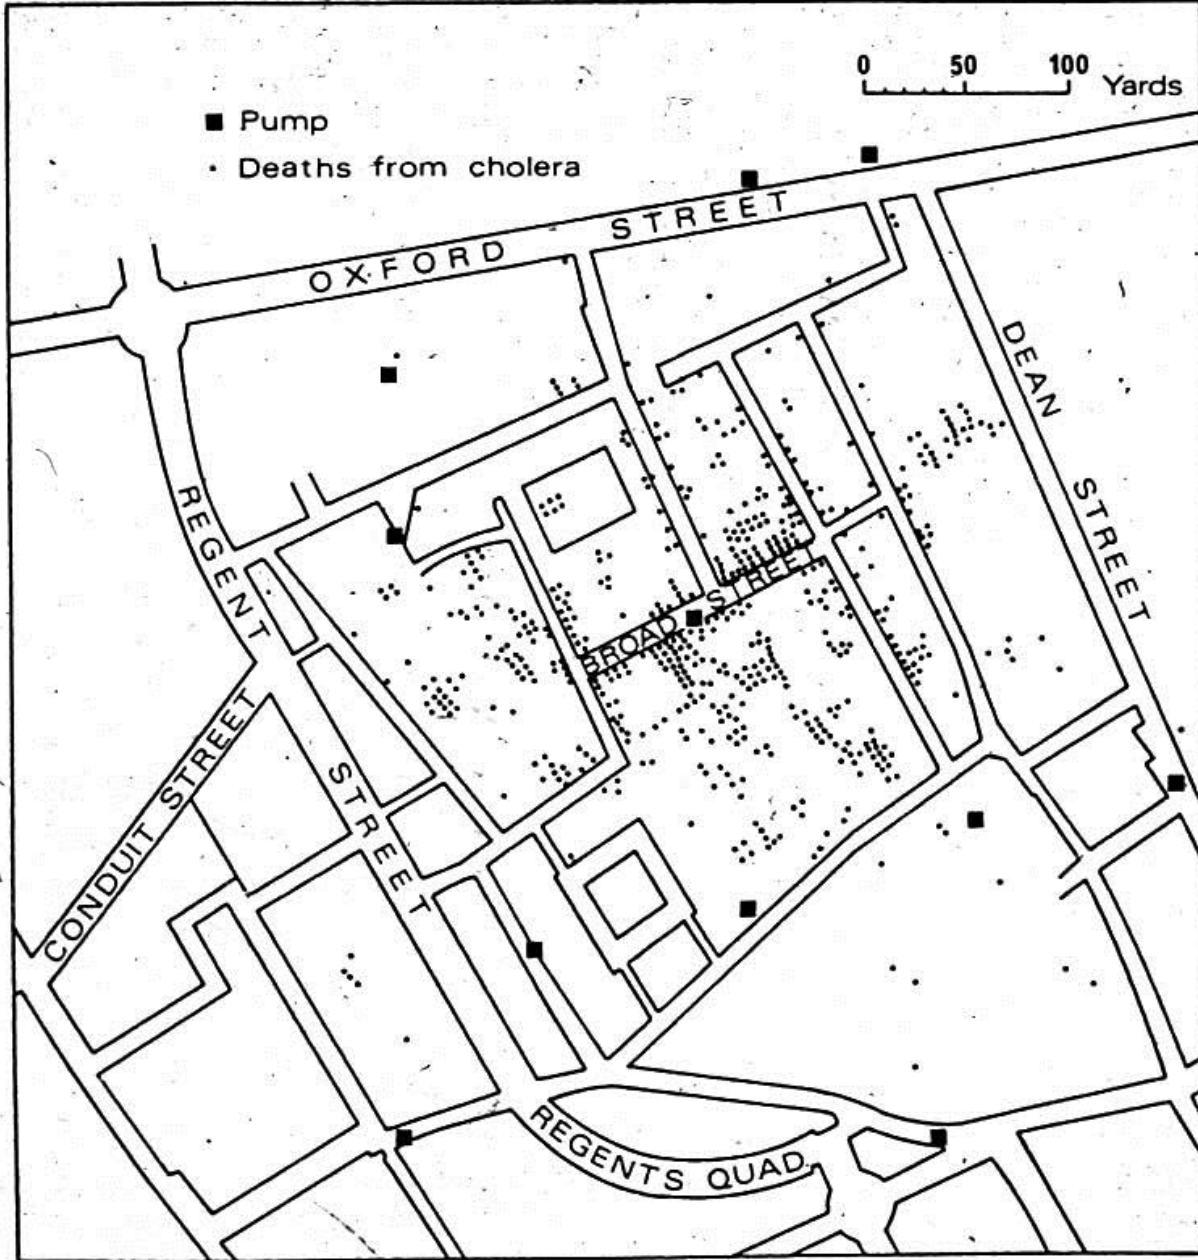 0 50 100 Yards
Pump
Deaths from cholera
OXFORD STREET
DEAN STREET
REGENT STREET
BROAD STREET
CONDUIT STREET
REGENTS QUAD